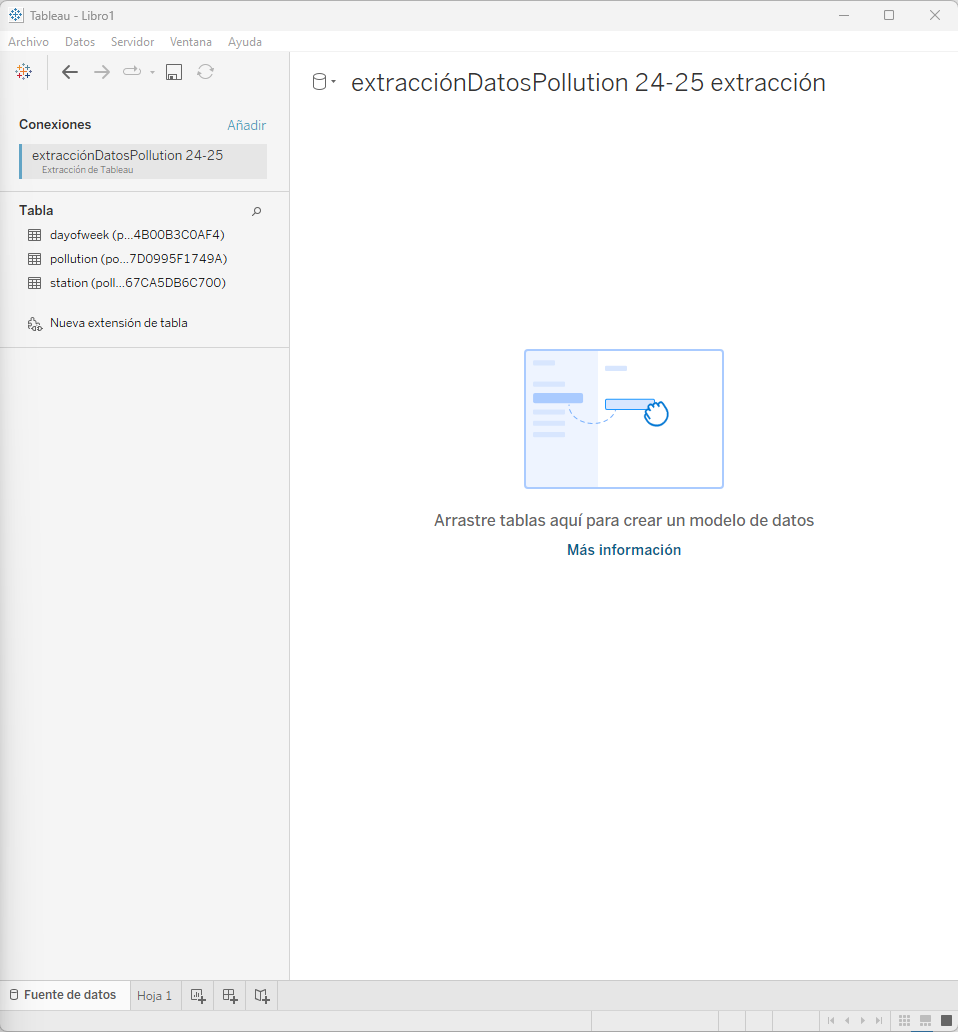 Tableau - Libro1
Archivo Datos Servidor Ventana Ayuda
extracciónDatosPollution 24-25 extracción
Conexiones Añadir
extracciónDatosPollution 24-25
Extracción de Tableau
Tabla
dayofweek (p...4B00B3C0AF4)
pollution (po...7D0995F1749A)
station (poll...67CA5DB6C700)
Nueva extensión de tabla
Arrastre tablas aquí para crear un modelo de datos
Más información
Fuente de datos Hoja 1